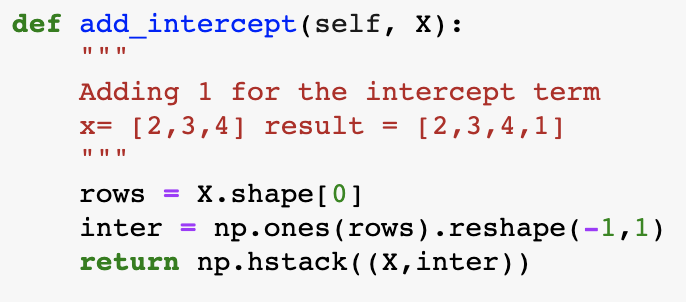 def add_intercept(self, X):
    """
    Adding 1 for the intercept term
    x= [2,3,4] result = [2,3,4,1]
    """
    rows = X.shape[0]
    inter = np.ones(rows).reshape(-1,1)
    return np.hstack((X,inter))